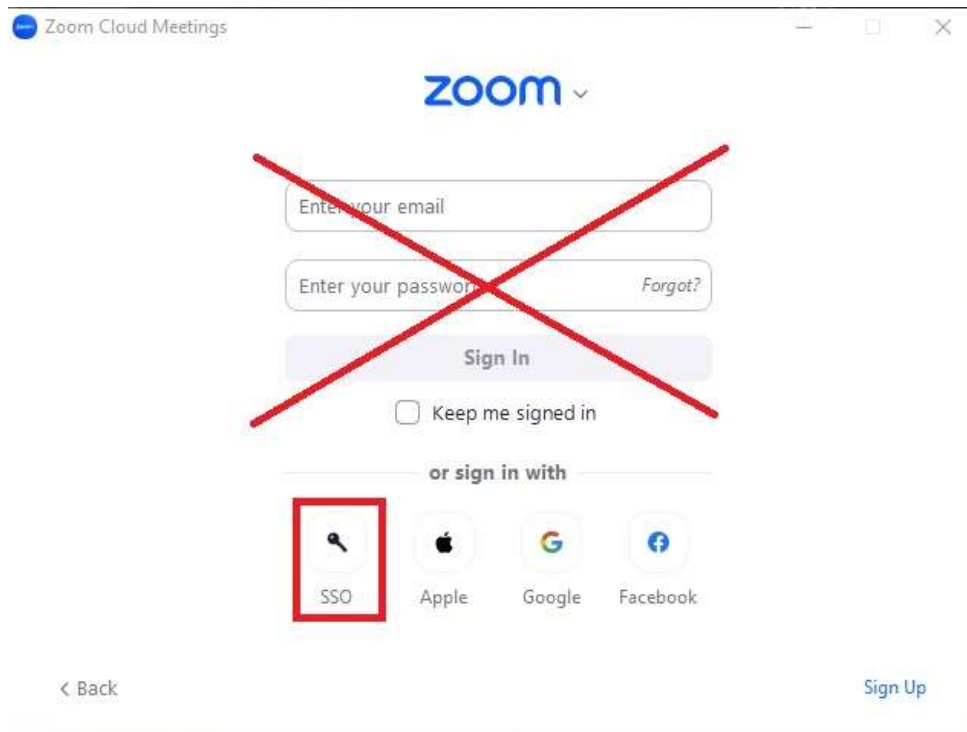 Zoom Cloud Meetings
zoom
Enter your email
Enter your password
Forgot?
Sign In
Keep me signed in
or sign in with
SSO
Apple
Google
Facebook
< Back
Sign Up